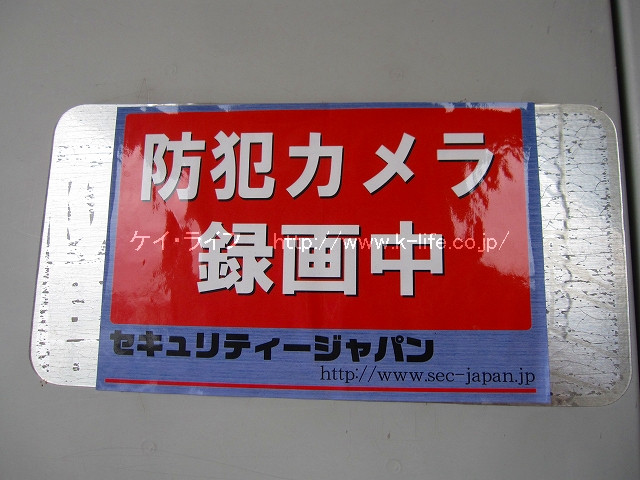 防犯カメラ
ケイ・ライフ http://www.k-life.co.jp/
録画中
セキュリティージャパン
http://www.sec-japan.jp